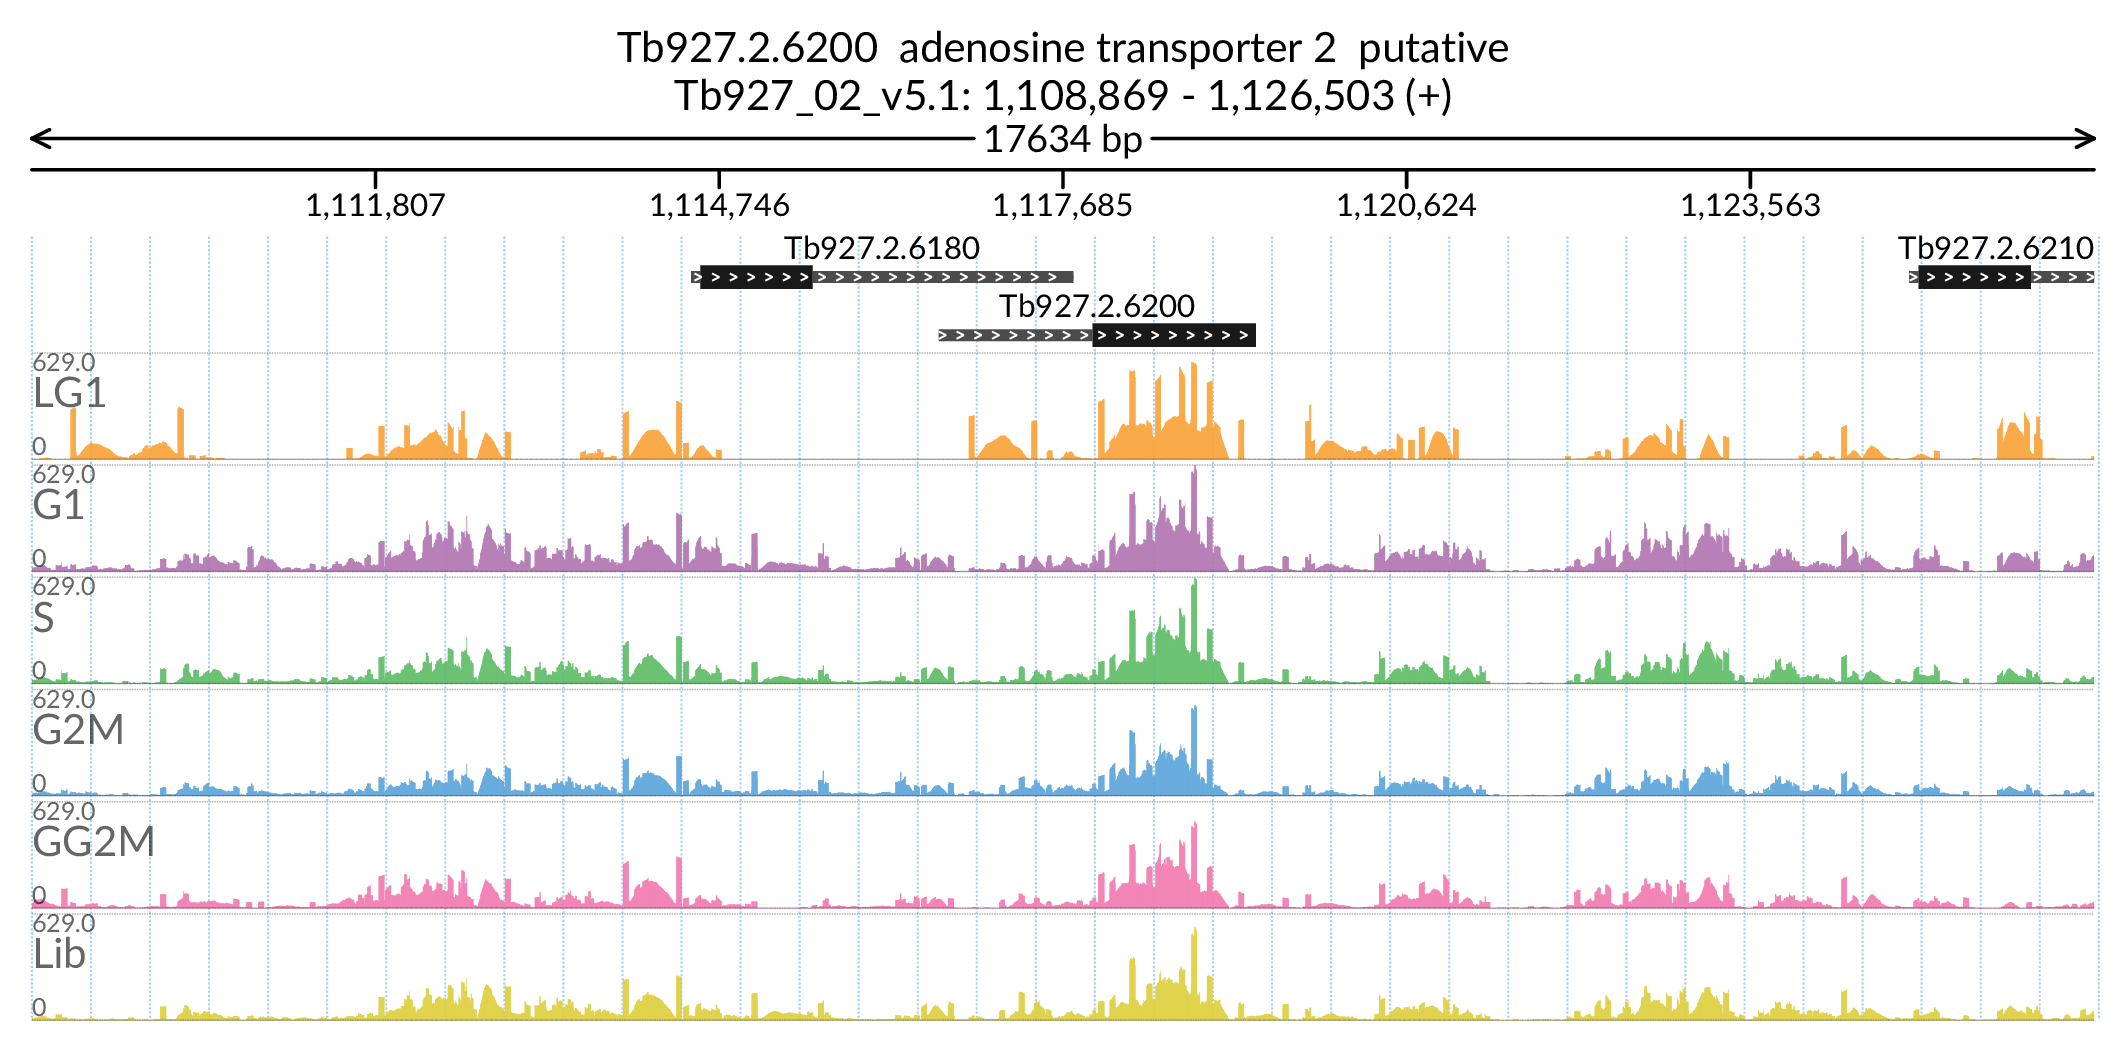 Tb927.2.6200 adenosine transporter 2 putative
Tb927_02_v5.1: 1,108,869 - 1,126,503 (+)
17634 bp
1,111,807 1,114,746 1,117,685 1,120,624 1,123,563
Tb927.2.6180 Tb927.2.6210
Tb927.2.6200
629.0
LG1
0
629.0
G1
0
629.0
S
0
629.0
G2M
0
629.0
GG2M
0
629.0
Lib
0